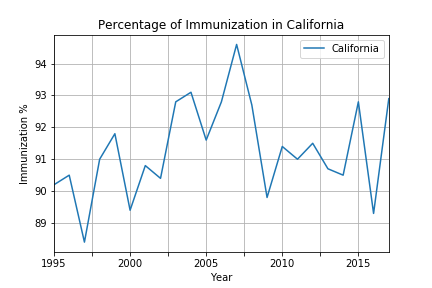 Percentage of Immunization in California
California
94
93
92
91
90
89
Immunization %
1995
2000
2005
2010
2015
Year